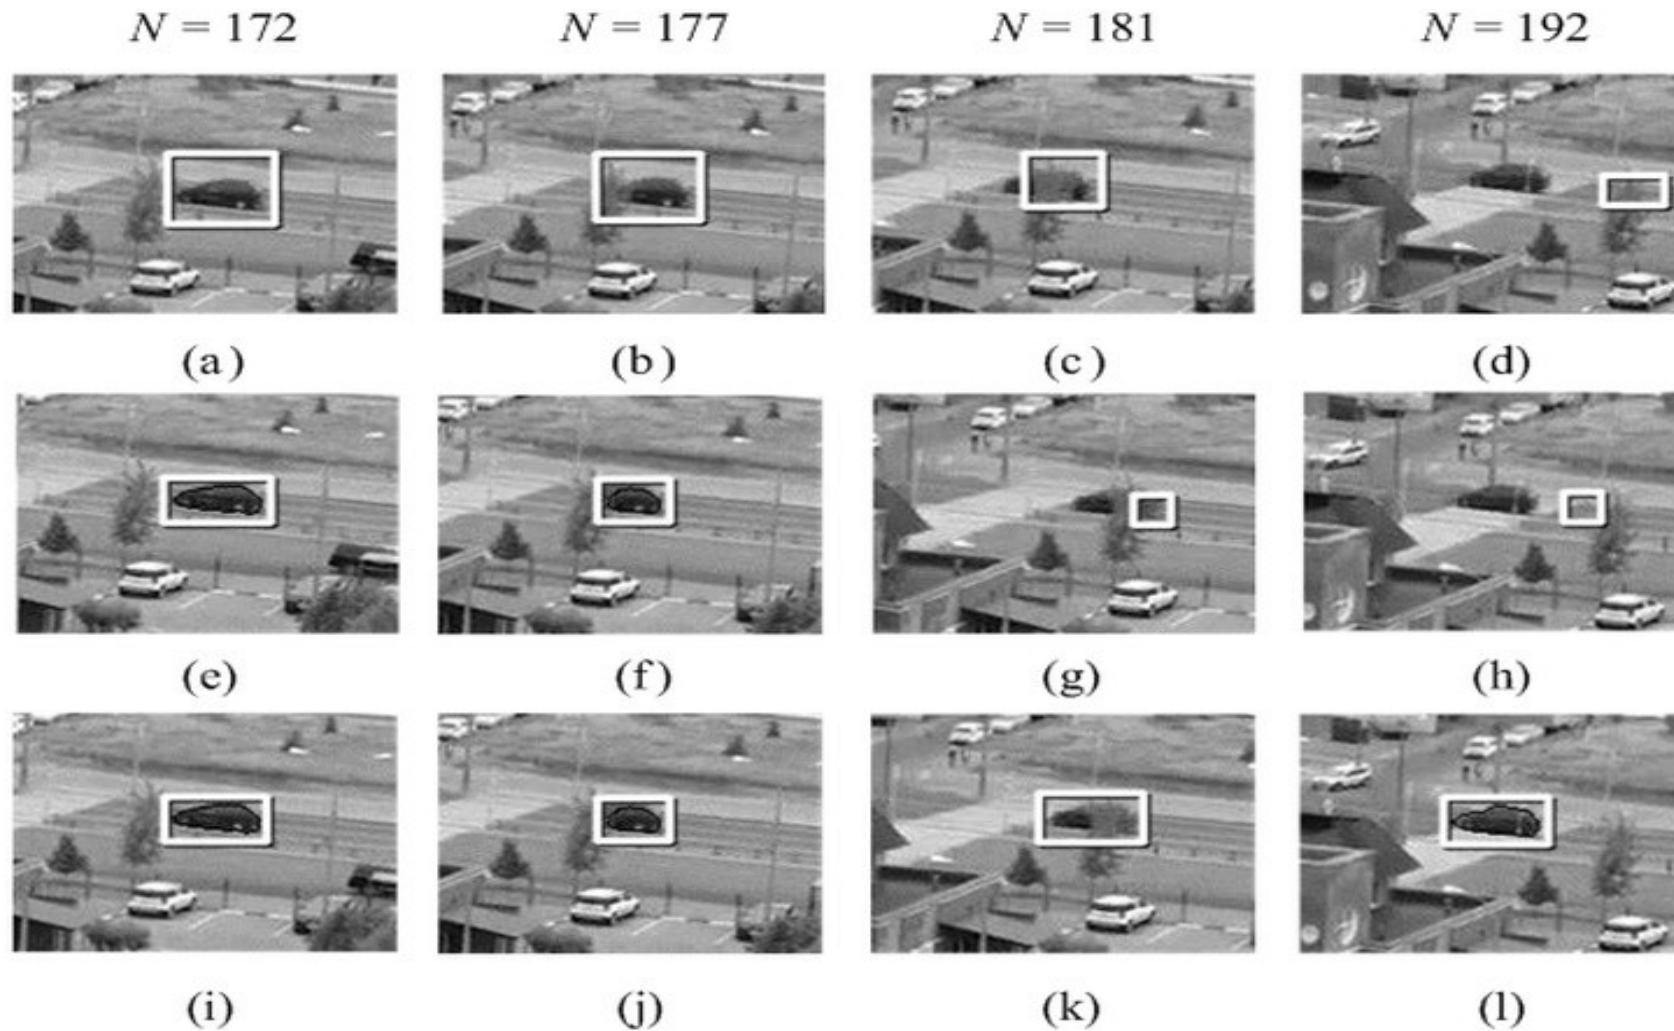 N = 172 N = 177 N = 181 N = 192
(a) (b) (c) (d)
(e) (f) (g) (h)
(i) (j) (k) (l)